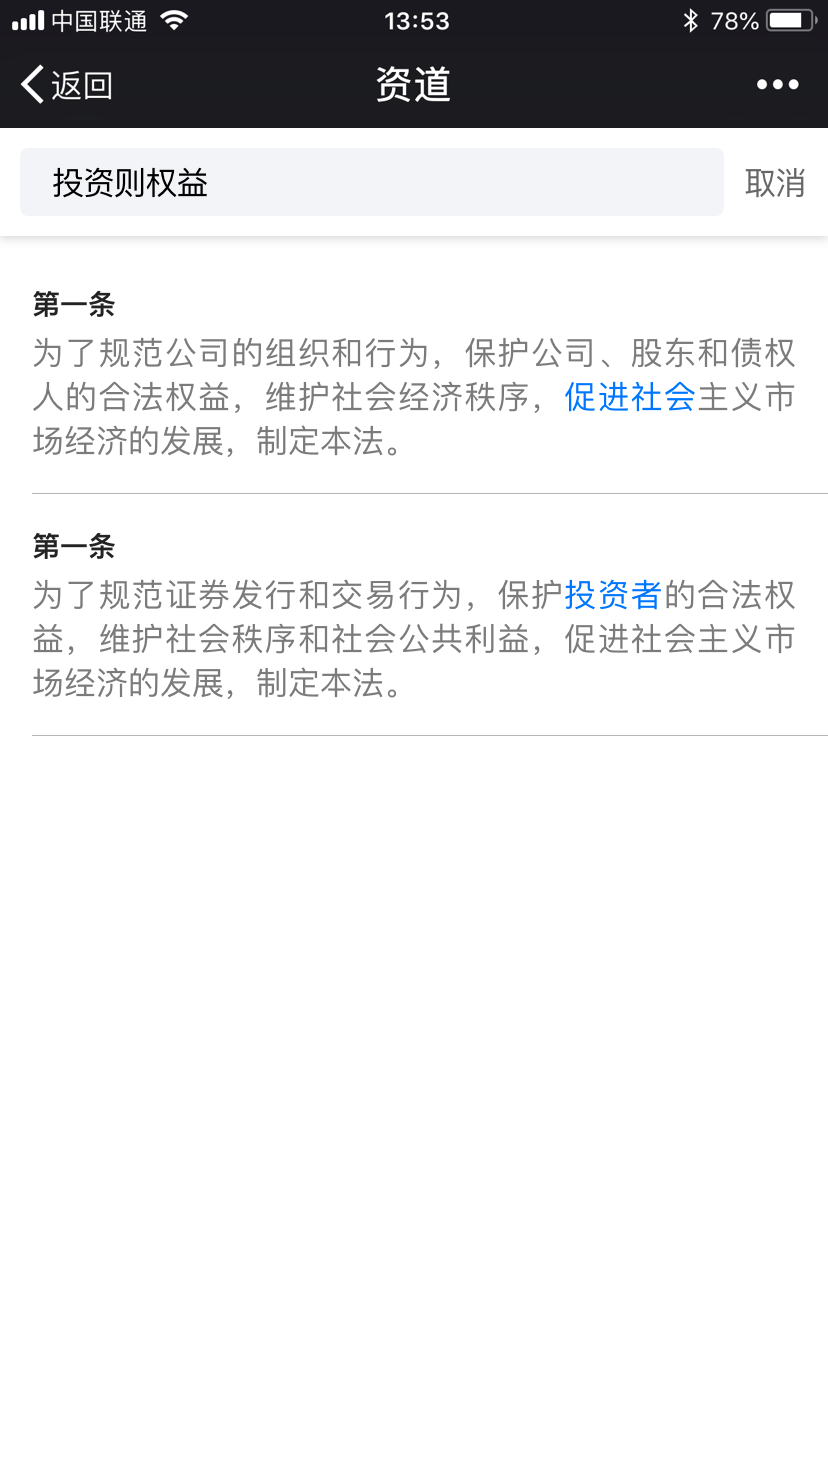 中国联通 13:53 78%
返回 资道
投资则权益 取消
第一条
为了规范公司的组织和行为，保护公司、股东和债权
人的合法权益，维护社会经济秩序，促进社会主义市
场经济的发展，制定本法。
第一条
为了规范证券发行和交易行为，保护投资者的合法权
益，维护社会秩序和社会公共利益，促进社会主义市
场经济的发展，制定本法。